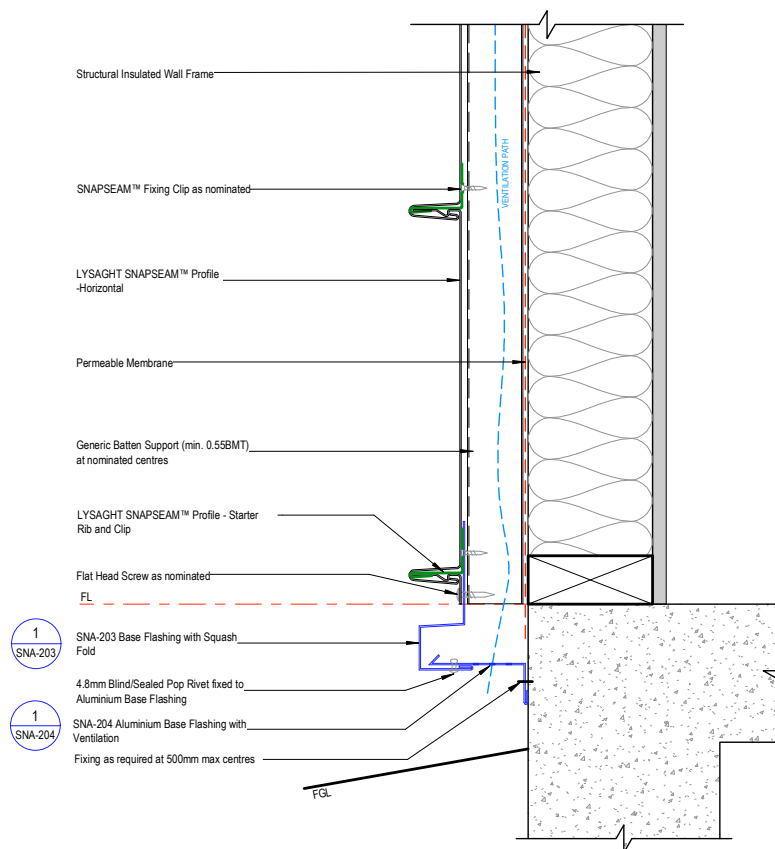 Structural Insulated Wall Frame
VENTILATION PATH
SNAPSEAM™ Fixing Clip as nominated
LYSAGHT SNAPSEAM™ Profile
-Horizontal
Permeable Membrane
Generic Batten Support (min. 0.55BMT)
at nominated centres
LYSAGHT SNAPSEAM™ Profile - Starter
Rib and Clip
Flat Head Screw as nominated
FL
1
SNA-203
SNA-203 Base Flashing with Squash
Fold
4.8mm Blind/Sealed Pop Rivet fixed to
Aluminium Base Flashing
1
SNA-204
SNA-204 Aluminium Base Flashing with
Ventilation
Fixing as required at 500mm max centres
FGL